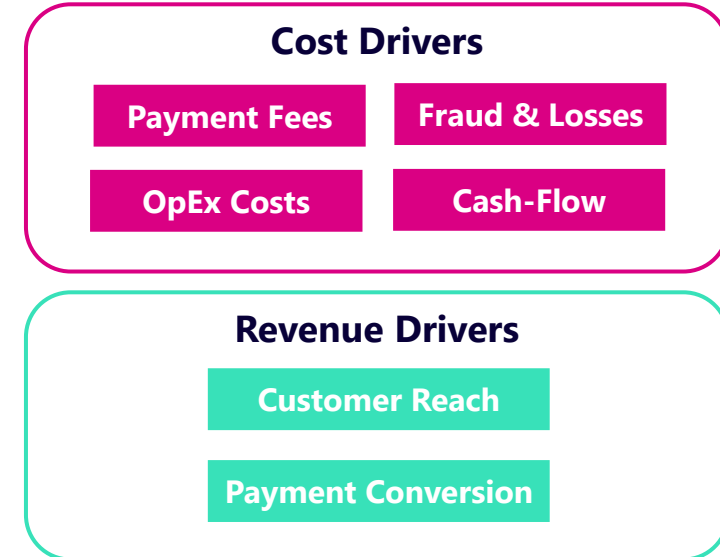 Cost Drivers
Payment Fees
Fraud & Losses
OpEx Costs
Cash-Flow
Revenue Drivers
Customer Reach
Payment Conversion